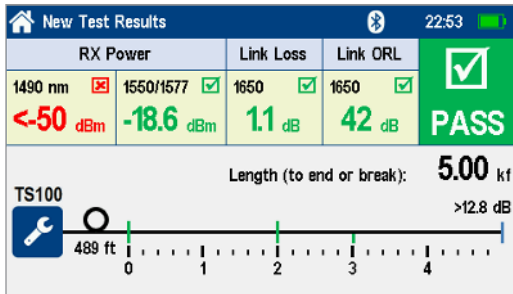 New Test Results 22:53
RX Power Link Loss Link ORL
1490 nm 1550/1577 1650 1650
<-50 dBm -18.6 dBm 1.1 dB 42 dB PASS
Length (to end or break): 5.00 kf
TS100 >12.8 dB
489 ft
0 1 2 3 4